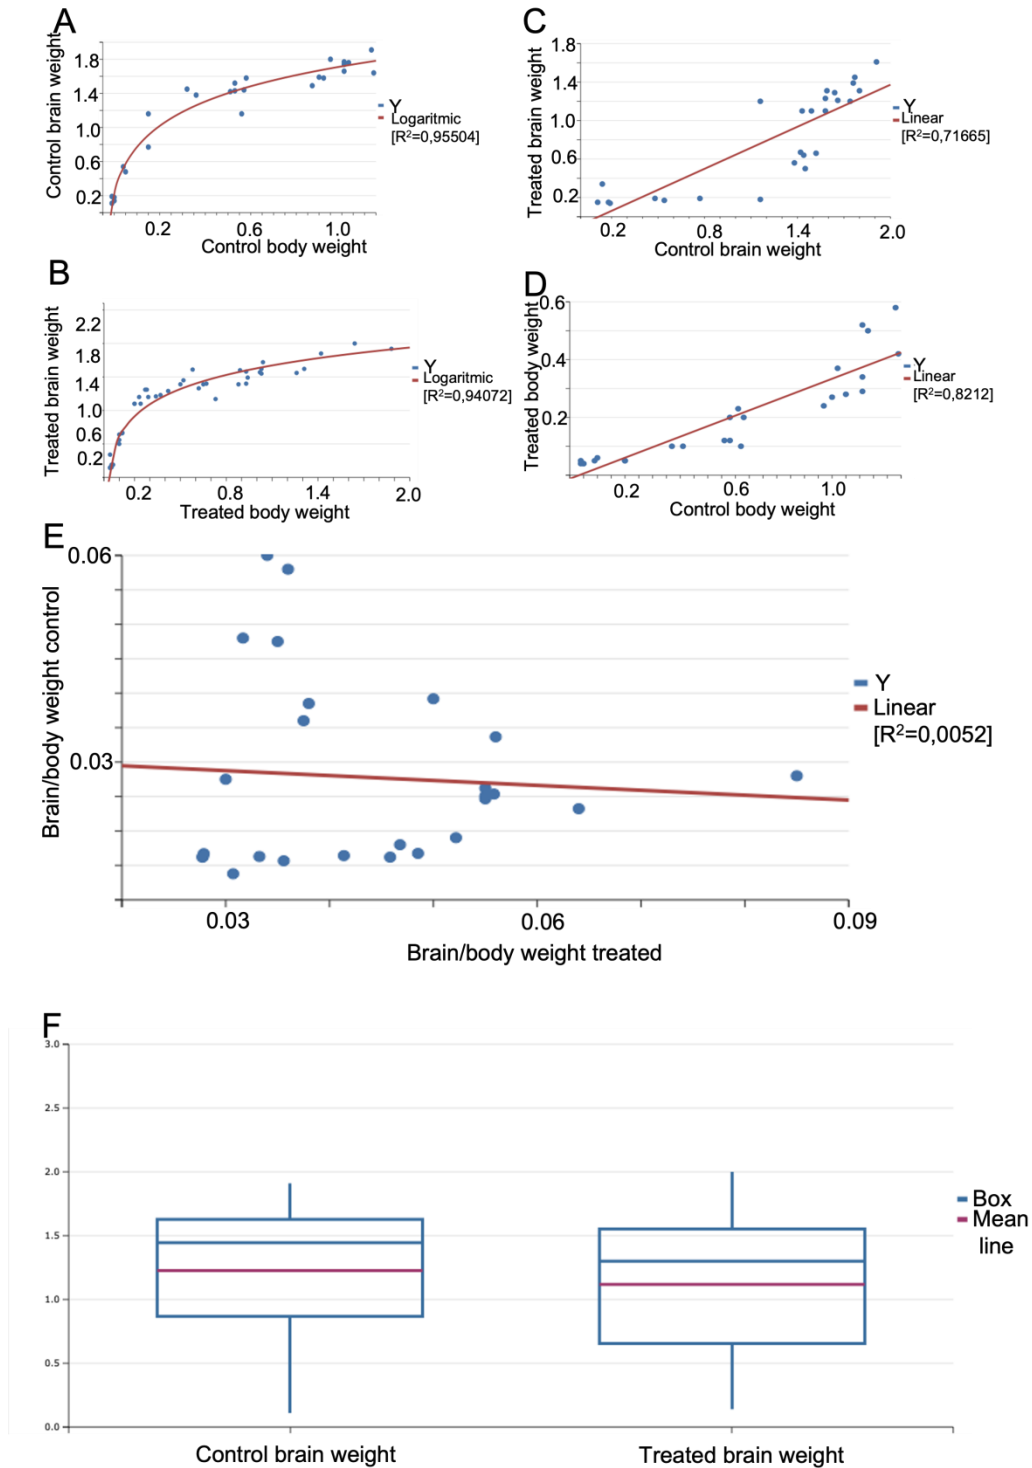 A
Control brain weight
1.8
1.4
1.0
0.6
0.2
0.2
0.6
1.0
Control body weight
Y
Logaritmic
[R²=0,95504]
B
Treated brain weight
2.2
1.8
1.4
1.0
0.6
0.2
0.2
0.8
1.4
2.0
Treated body weight
Y
Logaritmic
[R²=0,94072]
C
Treated brain weight
1.8
1.4
1.0
0.6
0.2
0.2
0.8
1.4
2.0
Control brain weight
Y
Linear
[R²=0,71665]
D
Treated body weight
0.6
0.4
0.2
0.2
0.6
1.0
Control body weight
Y
Linear
[R²=0,8212]
E
Brain/body weight control
0.06
0.03
0.03
0.06
0.09
Brain/body weight treated
Y
Linear
[R²=0,0052]
F
3.0
2.5
2.0
1.5
1.0
0.5
0.0
Control brain weight
Treated brain weight
Box
Mean
line